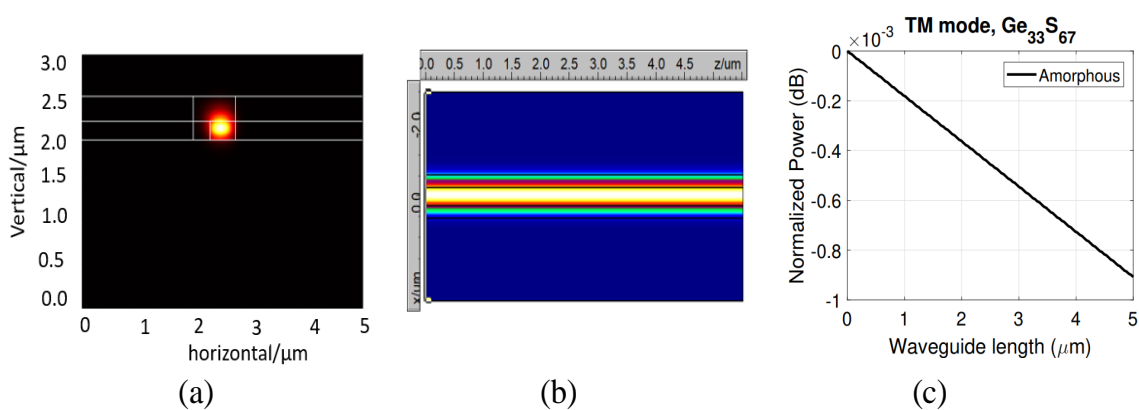 3.0
2.5
2.0
1.5
1.0
0.5
0.0
Vertical/μm
0 1 2 3 4 5
horizontal/μm
(a)
0.0 0.5 1.0 1.5 2.0 2.5 3.0 3.5 4.0 4.5 z/um
-2.0
0.0
x/um
(b)
TM mode, Ge33S67
×10-3
0
-0.2
-0.4
-0.6
-0.8
-1
Normalized Power (dB)
Amorphous
0 1 2 3 4 5
Waveguide length (μm)
(c)